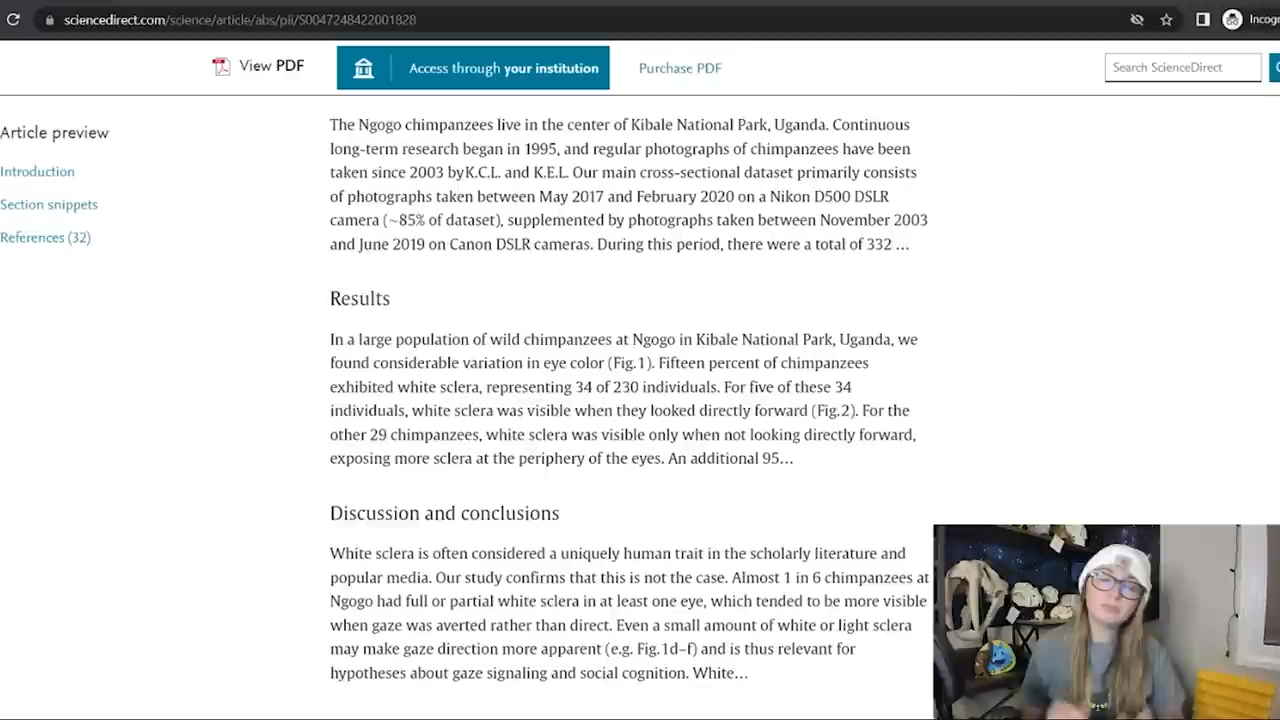 sciencedirect.com/science/article/abs/pii/S0047248422001828
Incog
View PDF
Access through your institution
Purchase PDF
Search ScienceDirect
Article preview
Introduction
Section snippets
References (32)
The Ngogo chimpanzees live in the center of Kibale National Park, Uganda. Continuous
long-term research began in 1995, and regular photographs of chimpanzees have been
taken since 2003 by K.C.L. and K.E.L. Our main cross-sectional dataset primarily consists
of photographs taken between May 2017 and February 2020 on a Nikon D500 DSLR
camera (~85% of dataset), supplemented by photographs taken between November 2003
and June 2019 on Canon DSLR cameras. During this period, there were a total of 332 …
Results
In a large population of wild chimpanzees at Ngogo in Kibale National Park, Uganda, we
found considerable variation in eye color (Fig.1). Fifteen percent of chimpanzees
exhibited white sclera, representing 34 of 230 individuals. For five of these 34
individuals, white sclera was visible when they looked directly forward (Fig.2). For the
other 29 chimpanzees, white sclera was visible only when not looking directly forward,
exposing more sclera at the periphery of the eyes. An additional 95…
Discussion and conclusions
White sclera is often considered a uniquely human trait in the scholarly literature and
popular media. Our study confirms that this is not the case. Almost 1 in 6 chimpanzees at
Ngogo had full or partial white sclera in at least one eye, which tended to be more visible
when gaze was averted rather than direct. Even a small amount of white or light sclera
may make gaze direction more apparent (e.g. Fig.1d–f) and is thus relevant for
hypotheses about gaze signaling and social cognition. White…